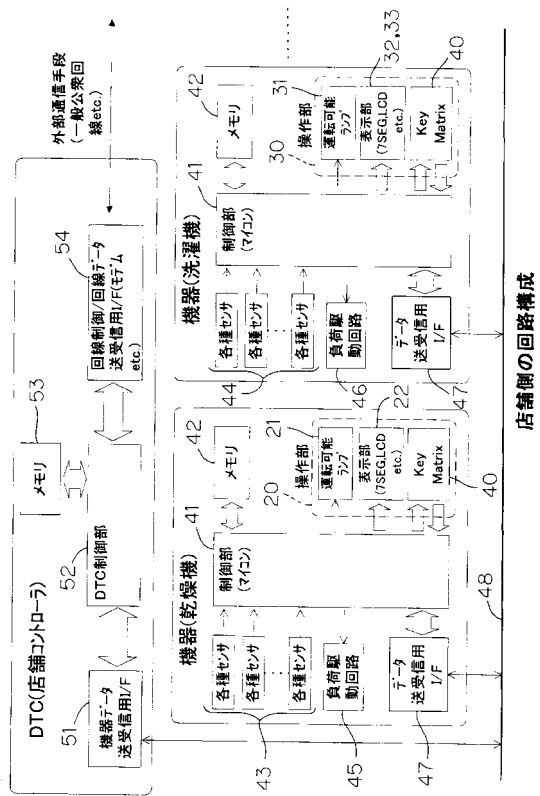 DTC(店舗コントローラ)
51
機器データ
送受信用I/F
52
DTC制御部
53
メモリ
54
回線制御/回線データ
送受信用I/F(モデム
etc.)
外部通信手段
(一般公衆回
線etc.)
機器(乾燥機)
43
各種センサ
各種センサ
各種センサ
45
負荷駆
動回路
47
データ
送受信用
I/F
41
制御部
(マイコン)
42
メモリ
20
操作部
21
運転可能
ランプ
22
表示部
(7SEG,LCD
etc.)
Key
Matrix
40
機器(洗濯機)
44
各種センサ
各種センサ
各種センサ
46
負荷駆
動回路
47
データ
送受信用
I/F
41
制御部
(マイコン)
42
メモリ
30
操作部
31
運転可能
ランプ
32,33
表示部
(7SEG,LCD
etc.)
Key
Matrix
40
48
店舗側の回路構成